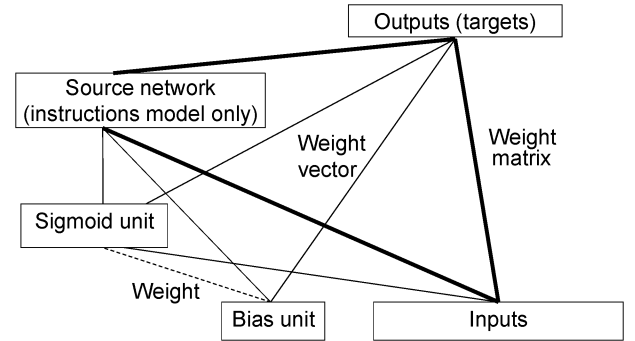 Outputs (targets)
Source network
(instructions model only)
Weight
vector
Weight
matrix
Sigmoid unit
Weight
Bias unit
Inputs